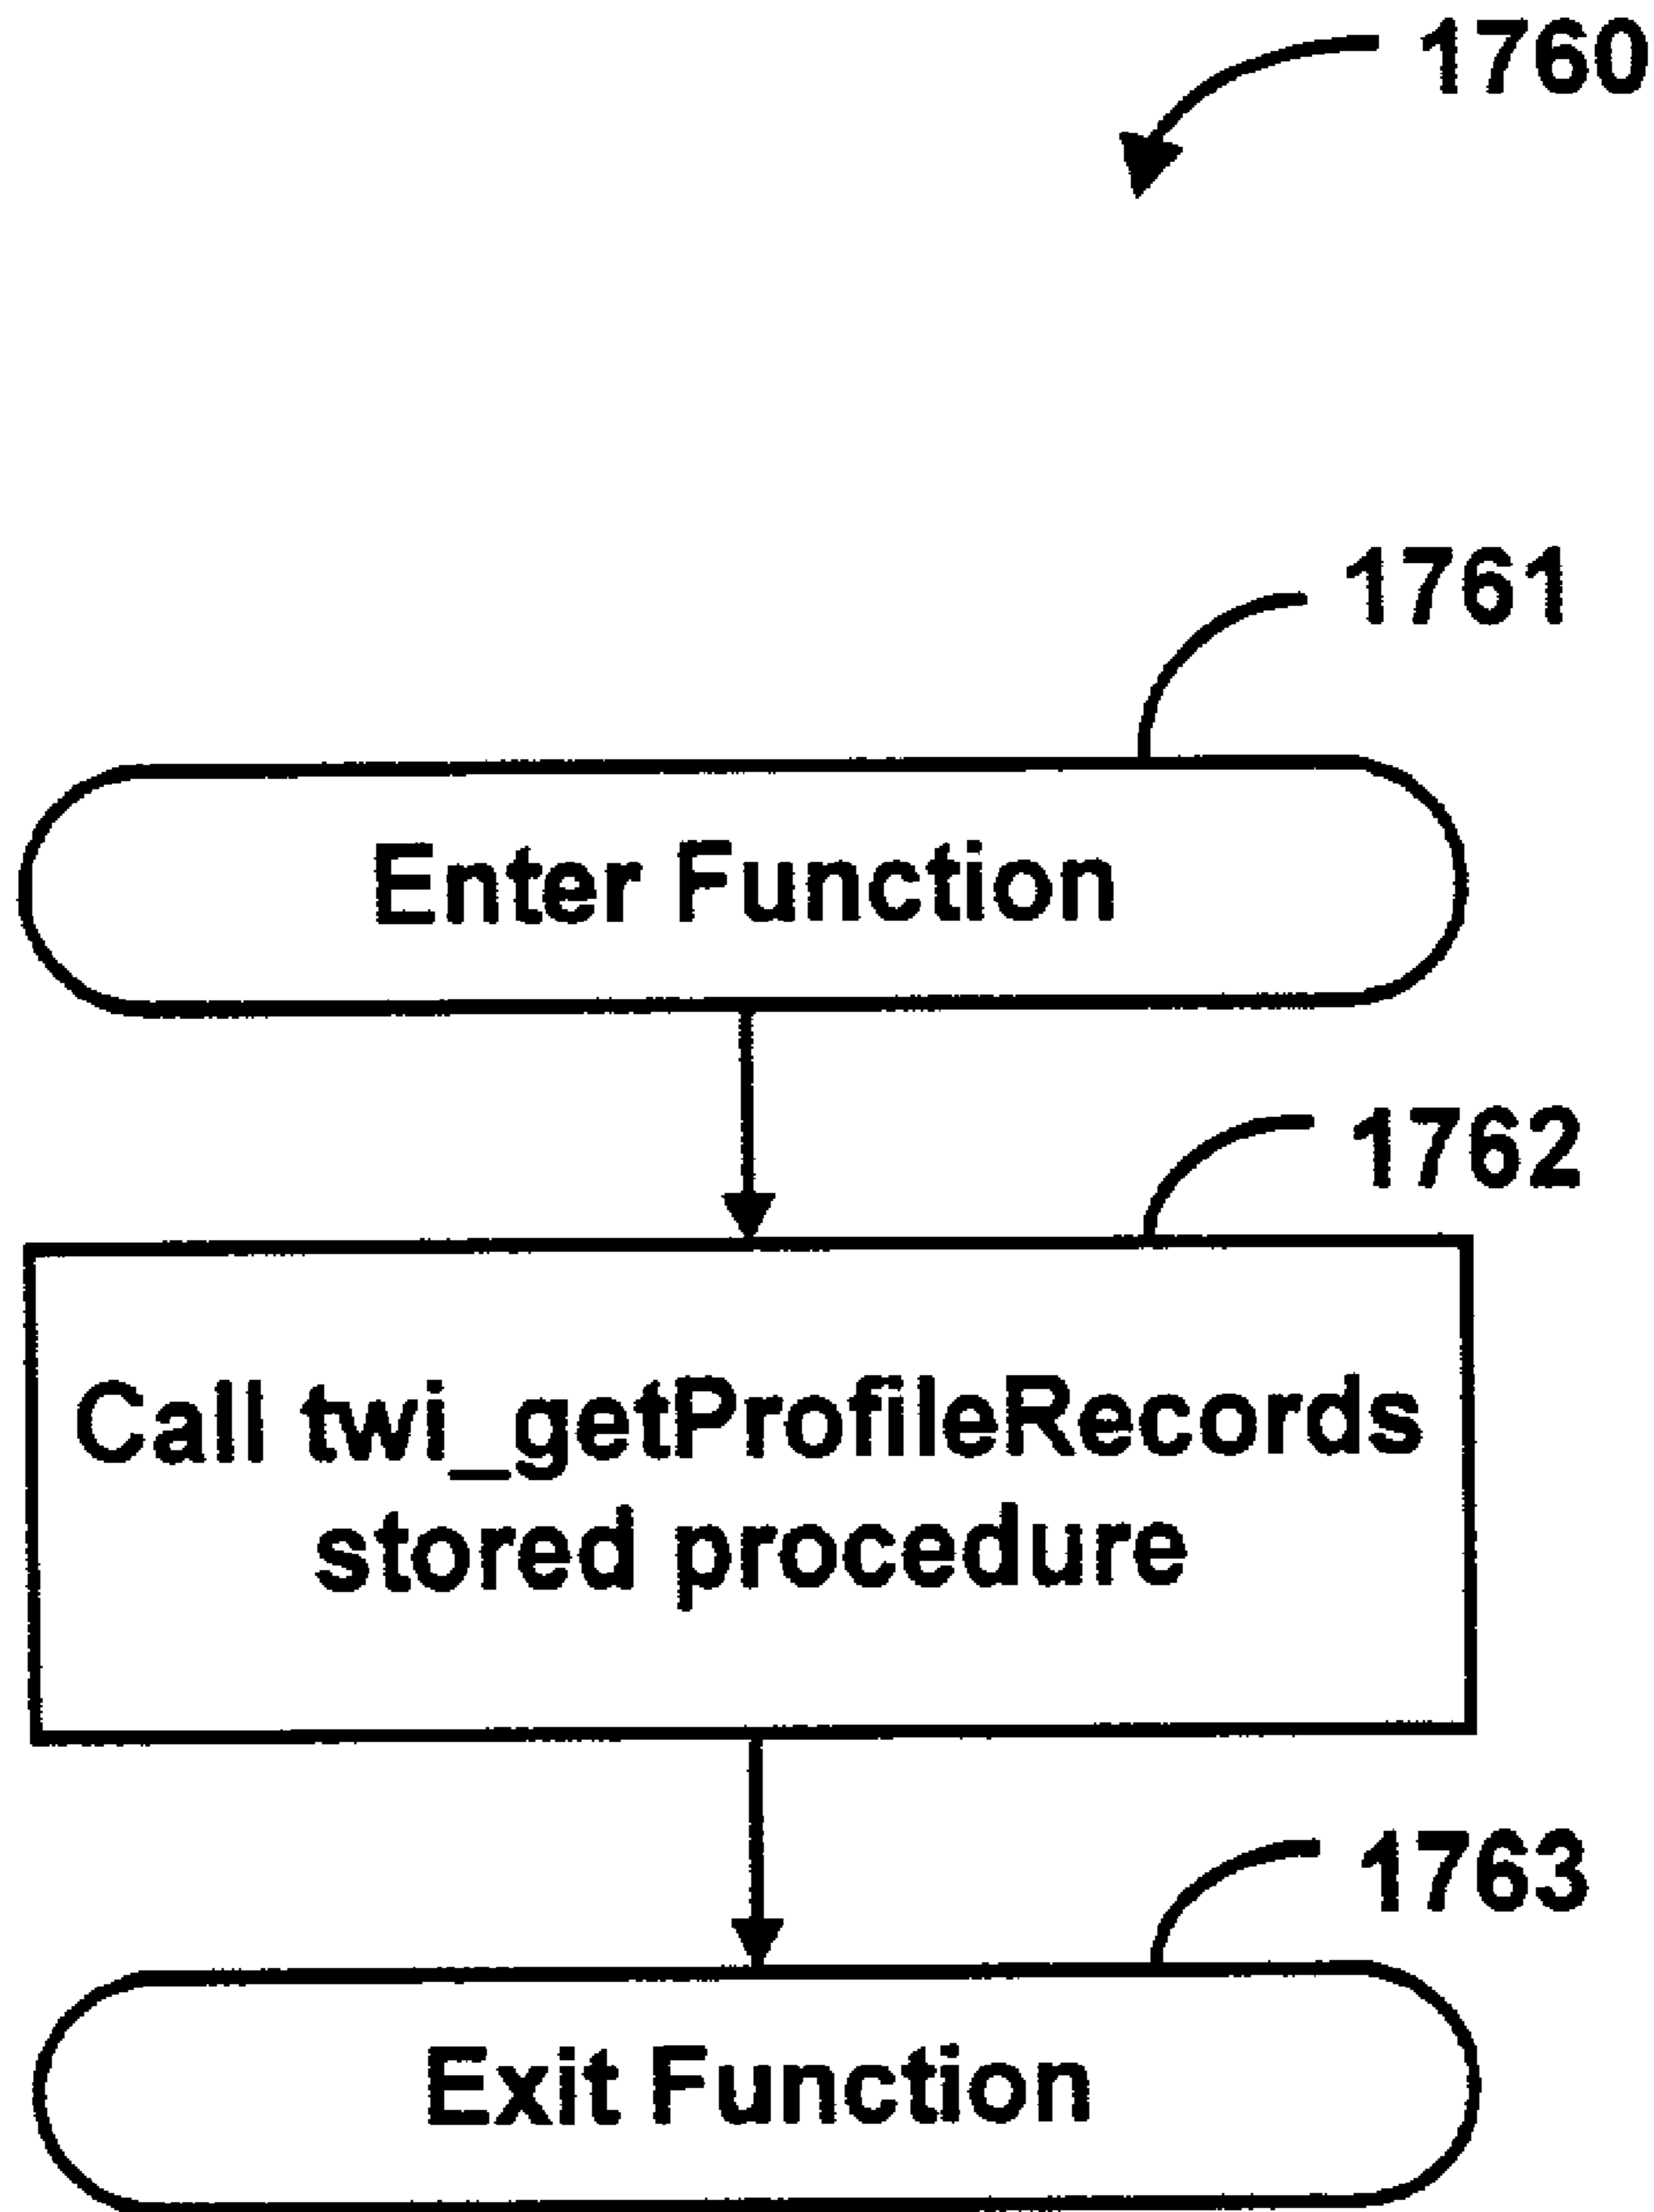 1760
1761
Enter Function
1762
Call twi_getProfileRecords
stored procedure
1763
Exit Function